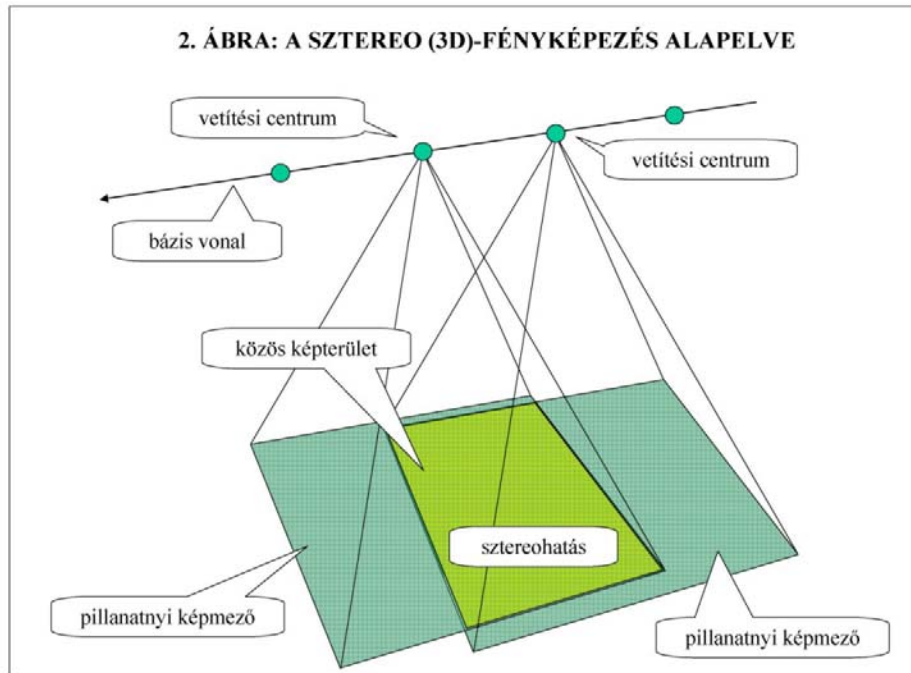 2. ÁBRA: A SZTEREO (3D)-FÉNYKÉPEZÉS ALAPELVE
vetítési centrum
vetítési centrum
bázis vonal
közös képterület
sztereohatás
pillanatnyi képmező
pillanatnyi képmező